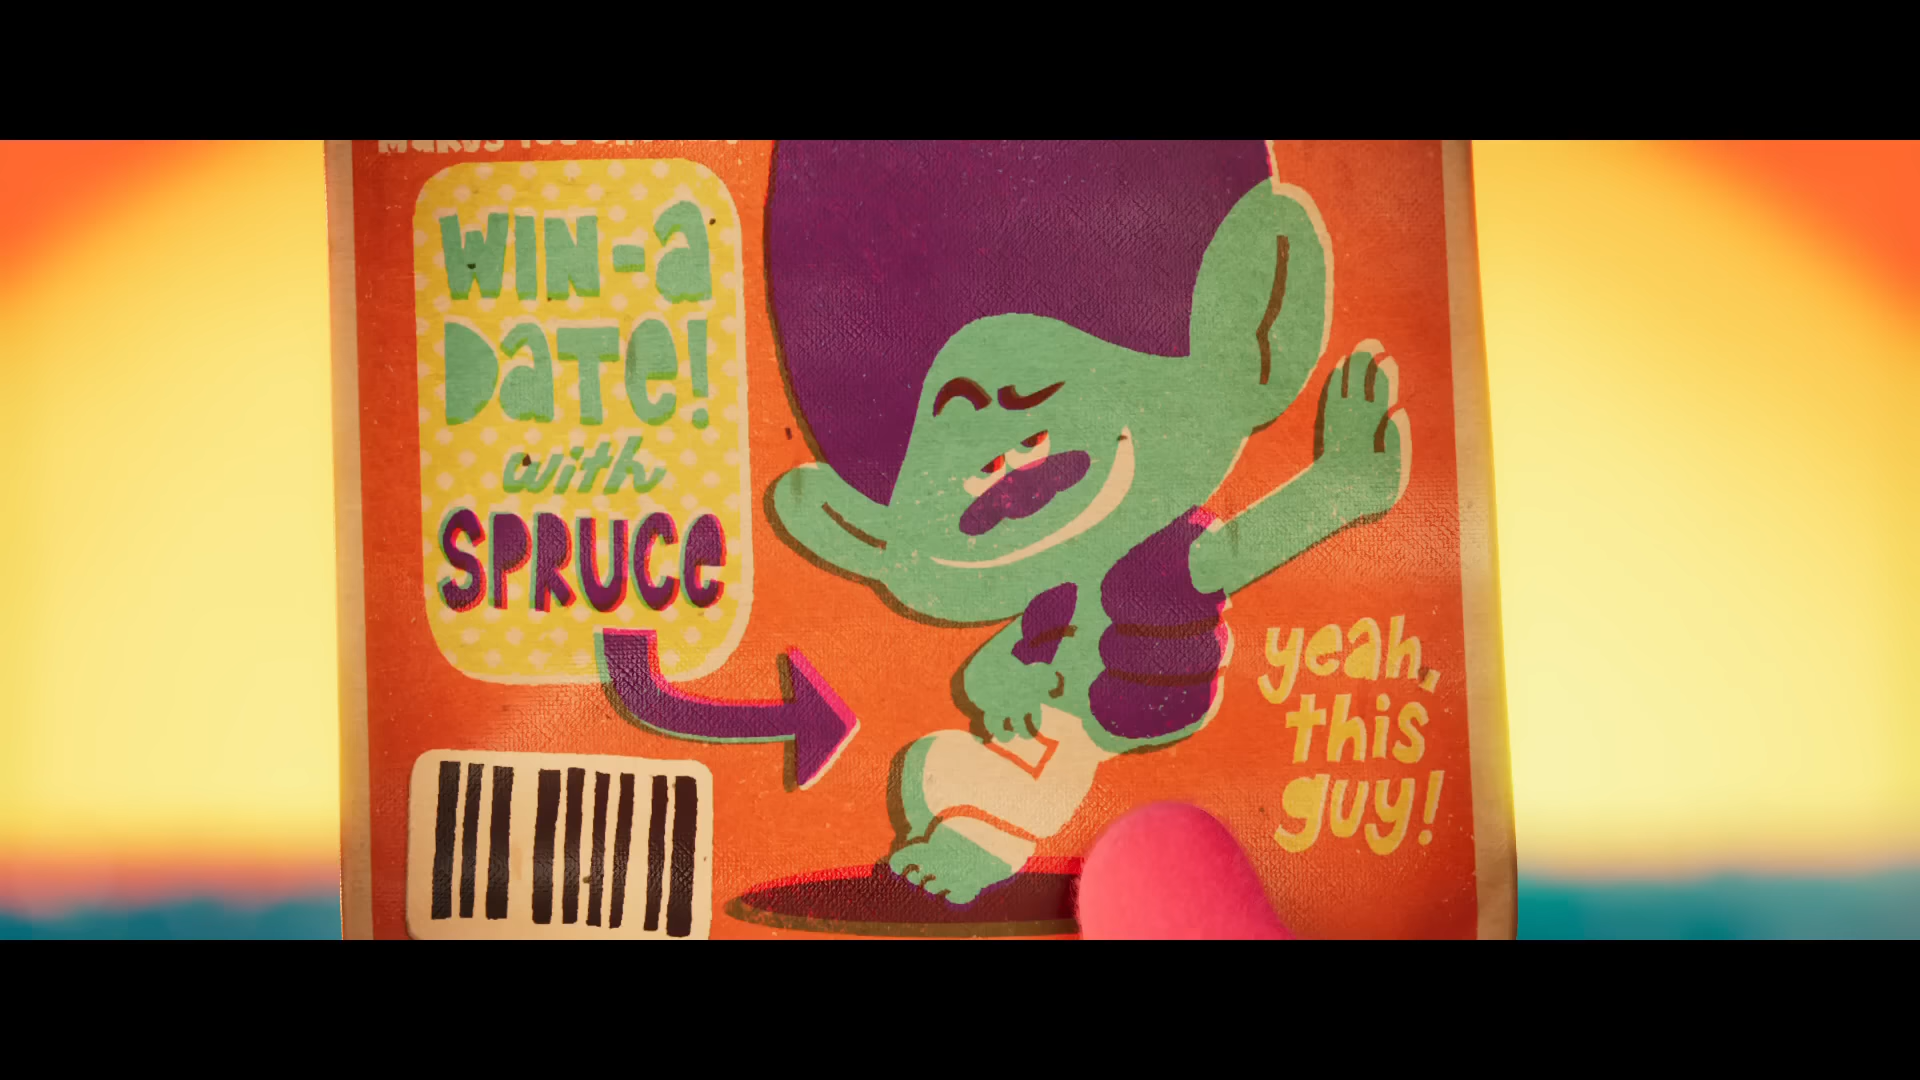 WIN-a
Date!
with
SPRUCe
yeah,
this
guy!